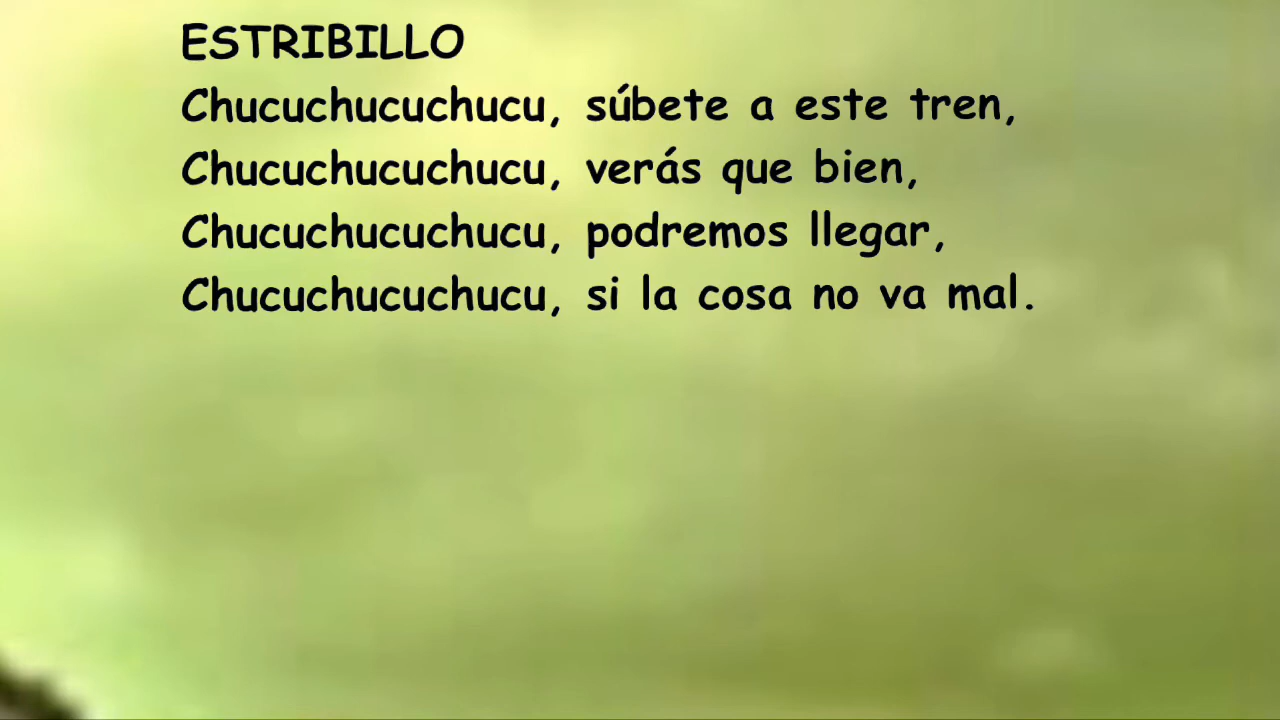 ESTRIBILLO
Chucuchucuchucu, súbete a este tren,
Chucuchucuchucu, verás que bien,
Chucuchucuchucu, podremos llegar,
Chucuchucuchucu, si la cosa no va mal.